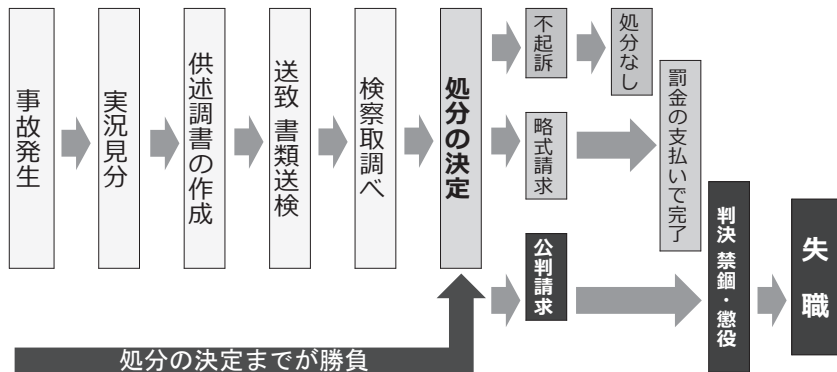 事故発生
実況見分
供述調書の作成
送致 書類送検
検察取調べ
処分の決定
不起訴
処分なし
略式請求
罰金の支払いで完了
公判請求
判決 禁錮・懲役
失職
処分の決定までが勝負